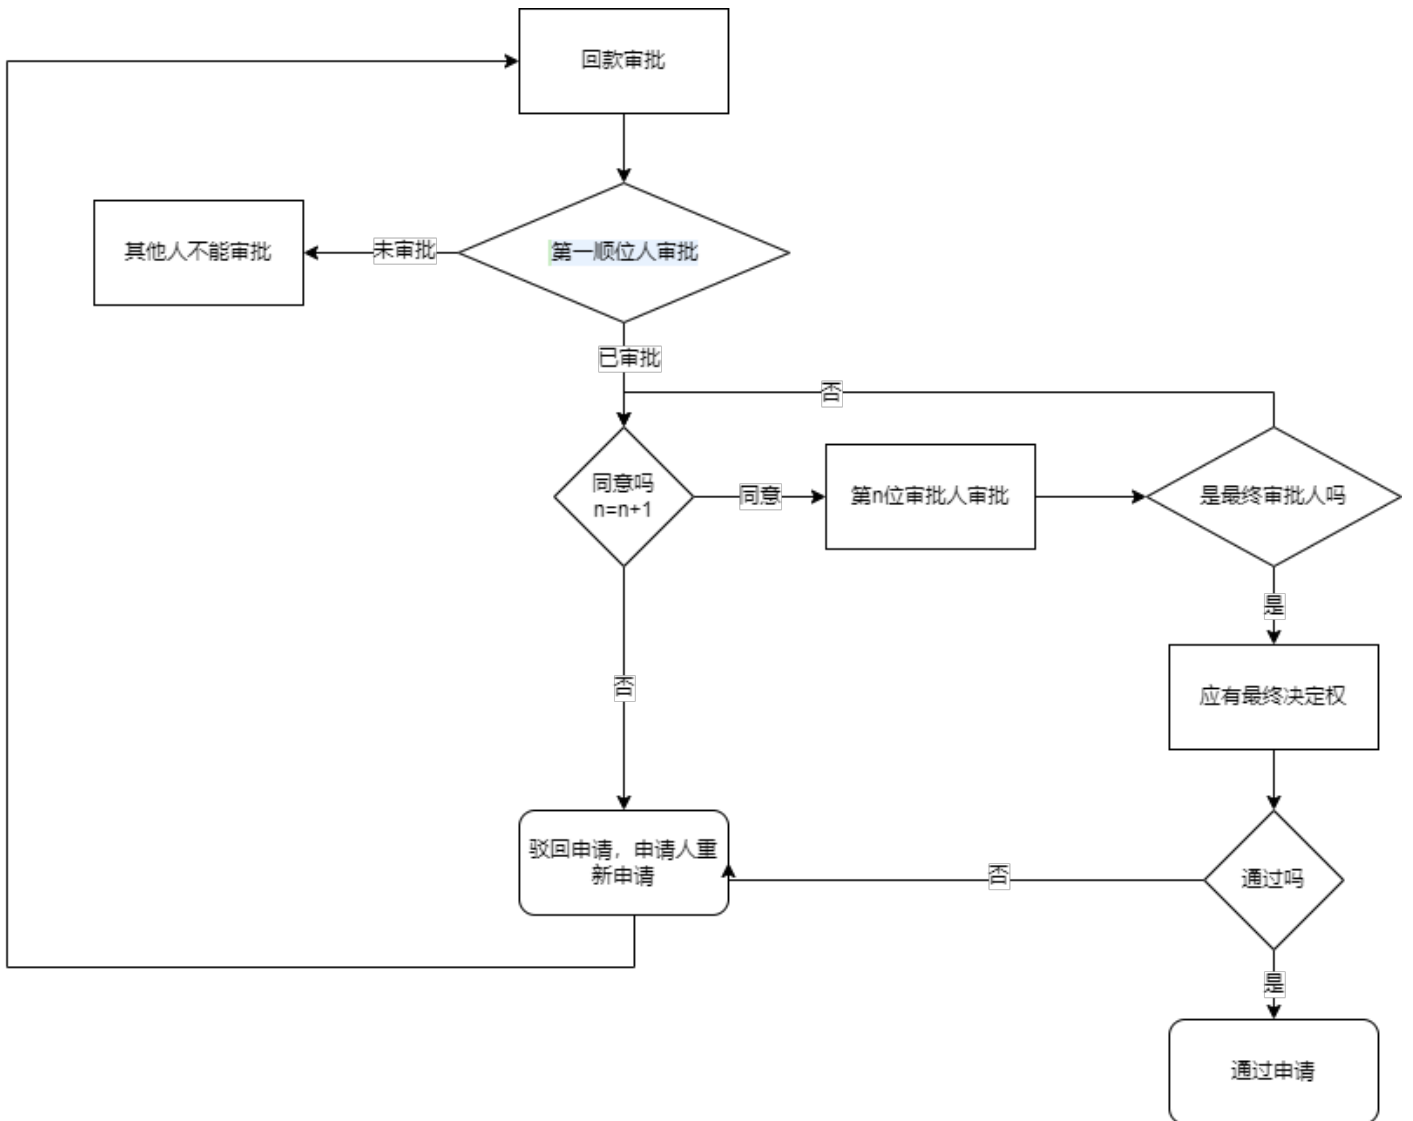 回款审批
其他人不能审批
未审批
第一顺位人审批
已审批
否
同意吗
n=n+1
同意
第n位审批人审批
是最终审批人吗
是
否
应有最终决定权
驳回申请，申请人重
新申请
否
通过吗
是
通过申请